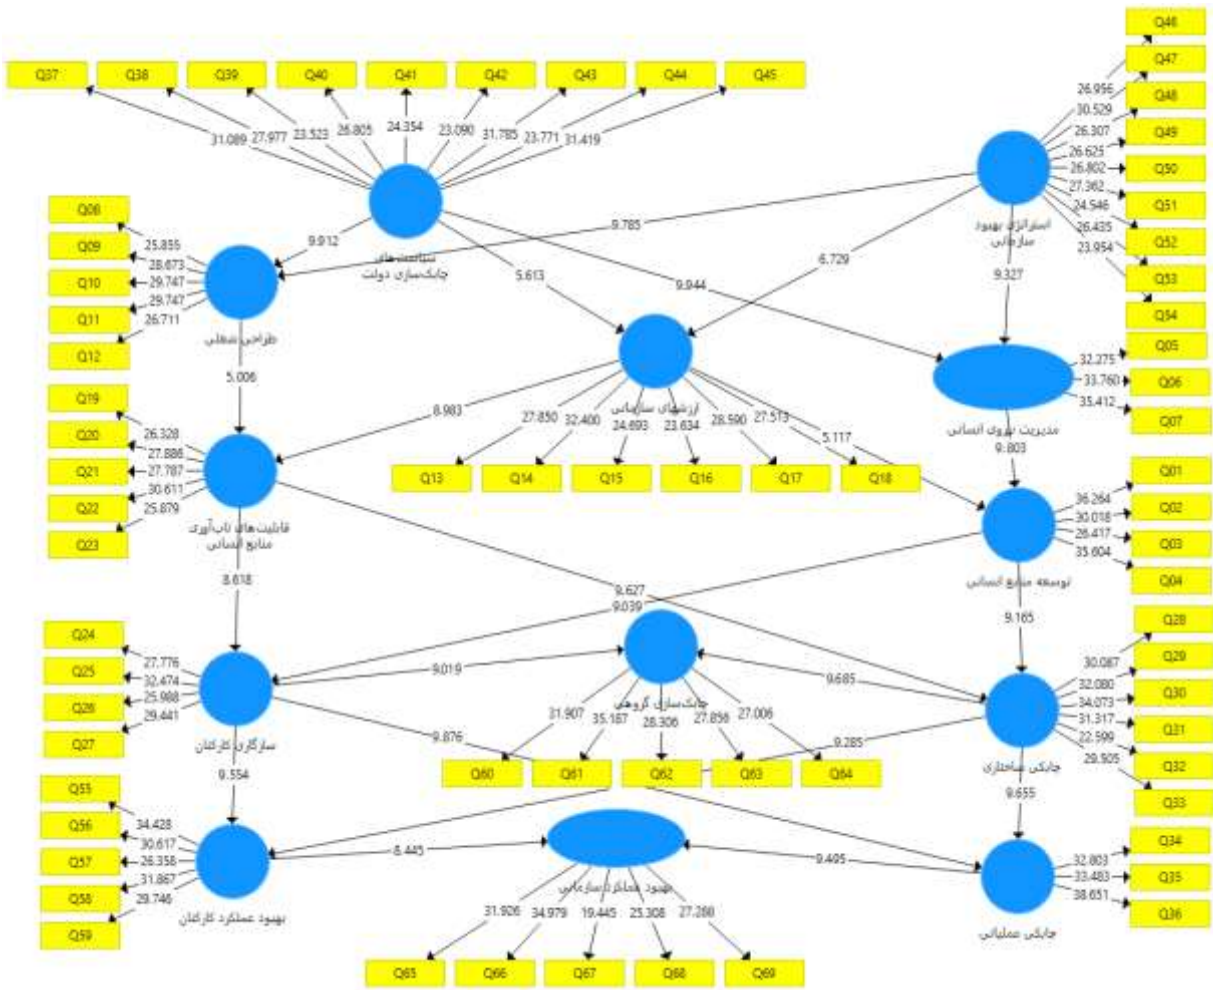 Q46
Q37 Q38 Q39 Q40 Q41 Q42 Q43 Q44 Q45
Q47
26.956
30.529
Q48
31.089 27.977 23.523 26.805 24.354 23.090 31.785 23.771 31.419
26.307
Q49
26.625
26.802
Q50
27.362
Q51
24.546
26.435
Q52
23.954
Q53
Q54
استراتژی بهبود
سازمانی
سیاست های
چابک‌سازی دولت
9.912
9.785
5.613
6.729
9.944
9.327
Q08
25.855
Q09
28.673
Q10
29.747
Q11
29.747
26.711
Q12
طراحی شغلی
5.006
Q05
32.275
33.760
Q06
35.412
Q07
مدیریت نیروی انسانی
9.803
ارزشهای سازمانی
8.983
27.850 32.400 24.693 23.634 28.590 27.513
5.117
Q13 Q14 Q15 Q16 Q17 Q18
Q19
26.328
Q20
27.886
Q21
27.787
30.611
Q22
25.879
Q23
قابلیت‌های تاب‌آوری
منابع انسانی
8.618
Q01
36.264
30.018
Q02
26.417
Q03
35.604
Q04
توسعه منابع انسانی
9.627
9.039
9.165
Q24
27.776
Q25
32.474
25.988
Q26
29.441
Q27
سازگاری کارکنان
9.019
9.685
چابک‌سازی گروهی
31.907 35.187 28.306 27.856 27.006
Q60 Q61 Q62 Q63 Q64
Q28
30.087
Q29
32.080
34.073
Q30
31.317
Q31
22.599
29.905
Q32
Q33
چابکی ساختاری
9.876
9.285
9.554
9.655
Q55
34.428
Q56
30.617
26.358
Q57
31.867
Q58
29.746
Q59
بهبود عملکرد کارکنان
8.445
9.495
بهبود عملکرد سازمانی
31.926 34.979 19.445 25.308 27.288
Q65 Q66 Q67 Q68 Q69
Q34
32.803
33.483
Q35
38.651
Q36
چابکی عملیاتی